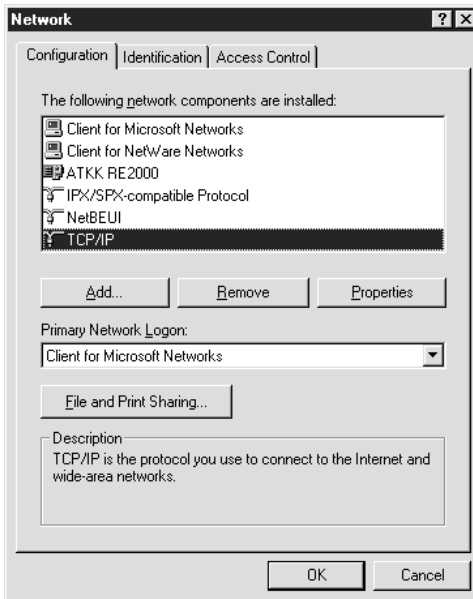 Network
Configuration Identification Access Control
The following network components are installed:
Client for Microsoft Networks
Client for NetWare Networks
ATKK RE2000
IPX/SPX-compatible Protocol
NetBEUI
TCP/IP
Add... Remove Properties
Primary Network Logon:
Client for Microsoft Networks
File and Print Sharing...
Description
TCP/IP is the protocol you use to connect to the Internet and
wide-area networks.
OK Cancel